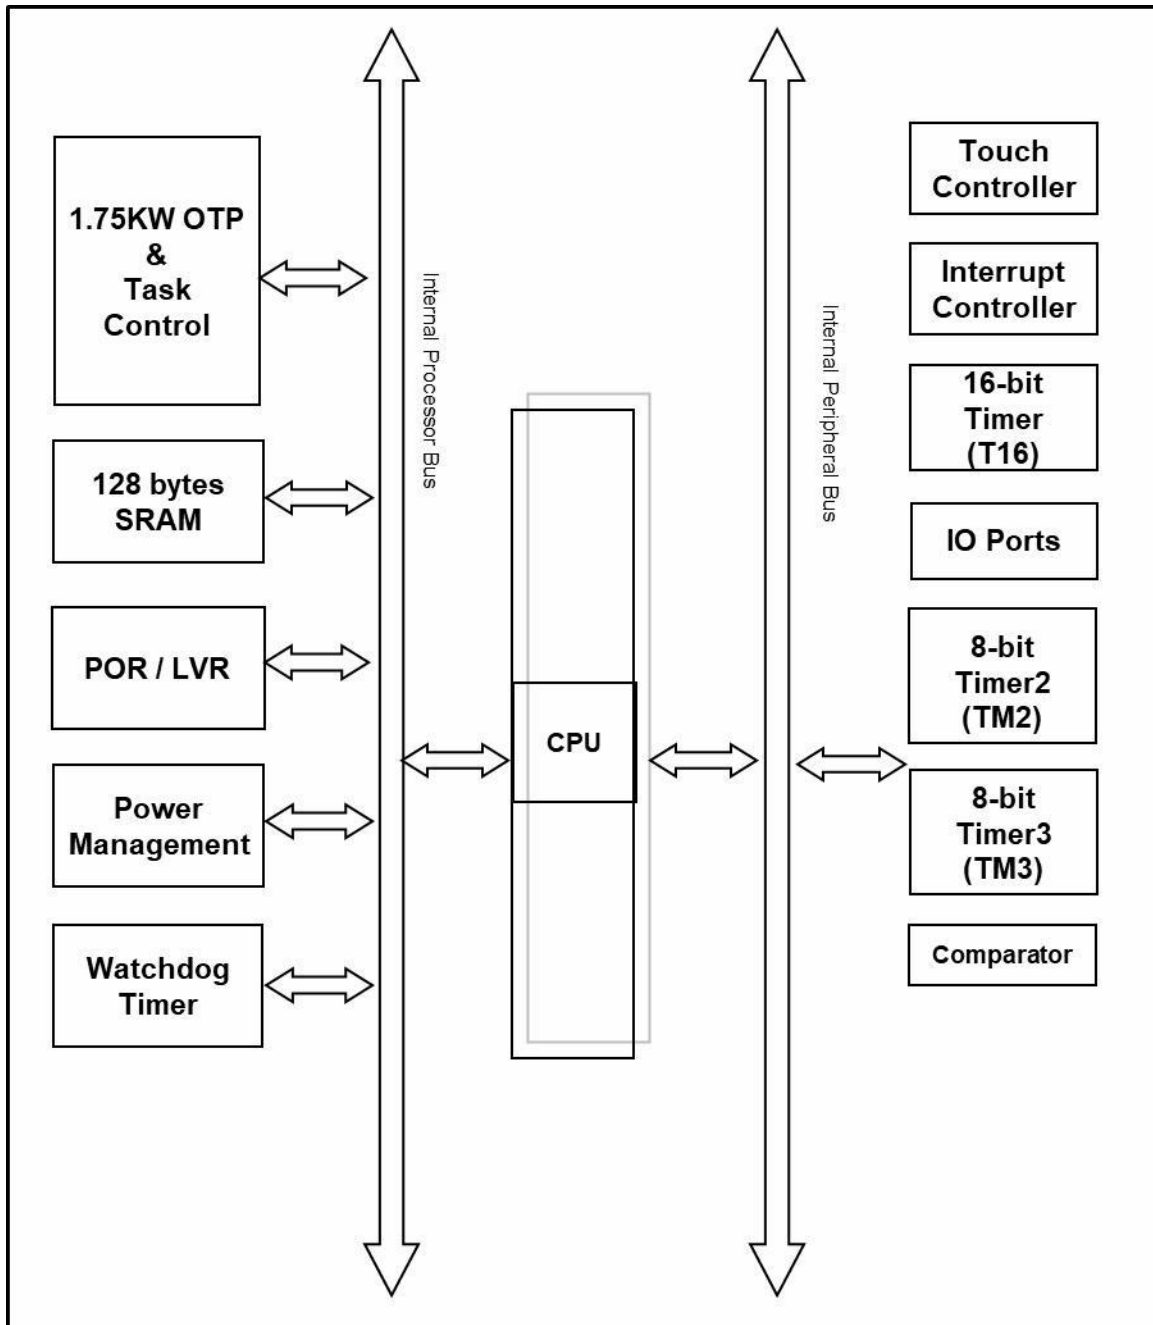 1.75KW OTP
&
Task
Control
128 bytes
SRAM
POR / LVR
Power
Management
Watchdog
Timer
Internal Processor Bus
CPU
Internal Peripheral Bus
Touch
Controller
Interrupt
Controller
16-bit
Timer
(T16)
IO Ports
8-bit
Timer2
(TM2)
8-bit
Timer3
(TM3)
Comparator